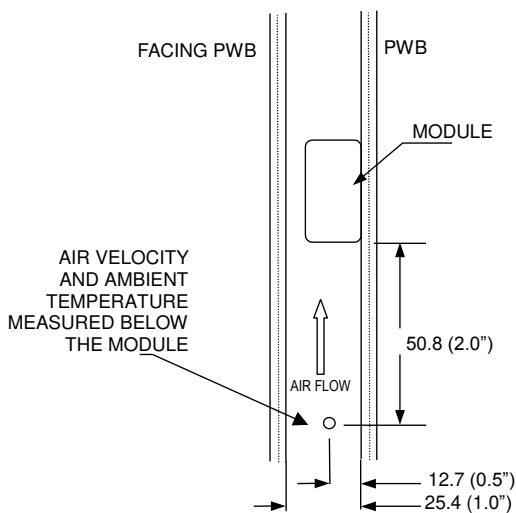 FACING PWB
PWB
MODULE
AIR VELOCITY
AND AMBIENT
TEMPERATURE
MEASURED BELOW
THE MODULE
50.8 (2.0”)
AIR FLOW
12.7 (0.5”)
25.4 (1.0”)